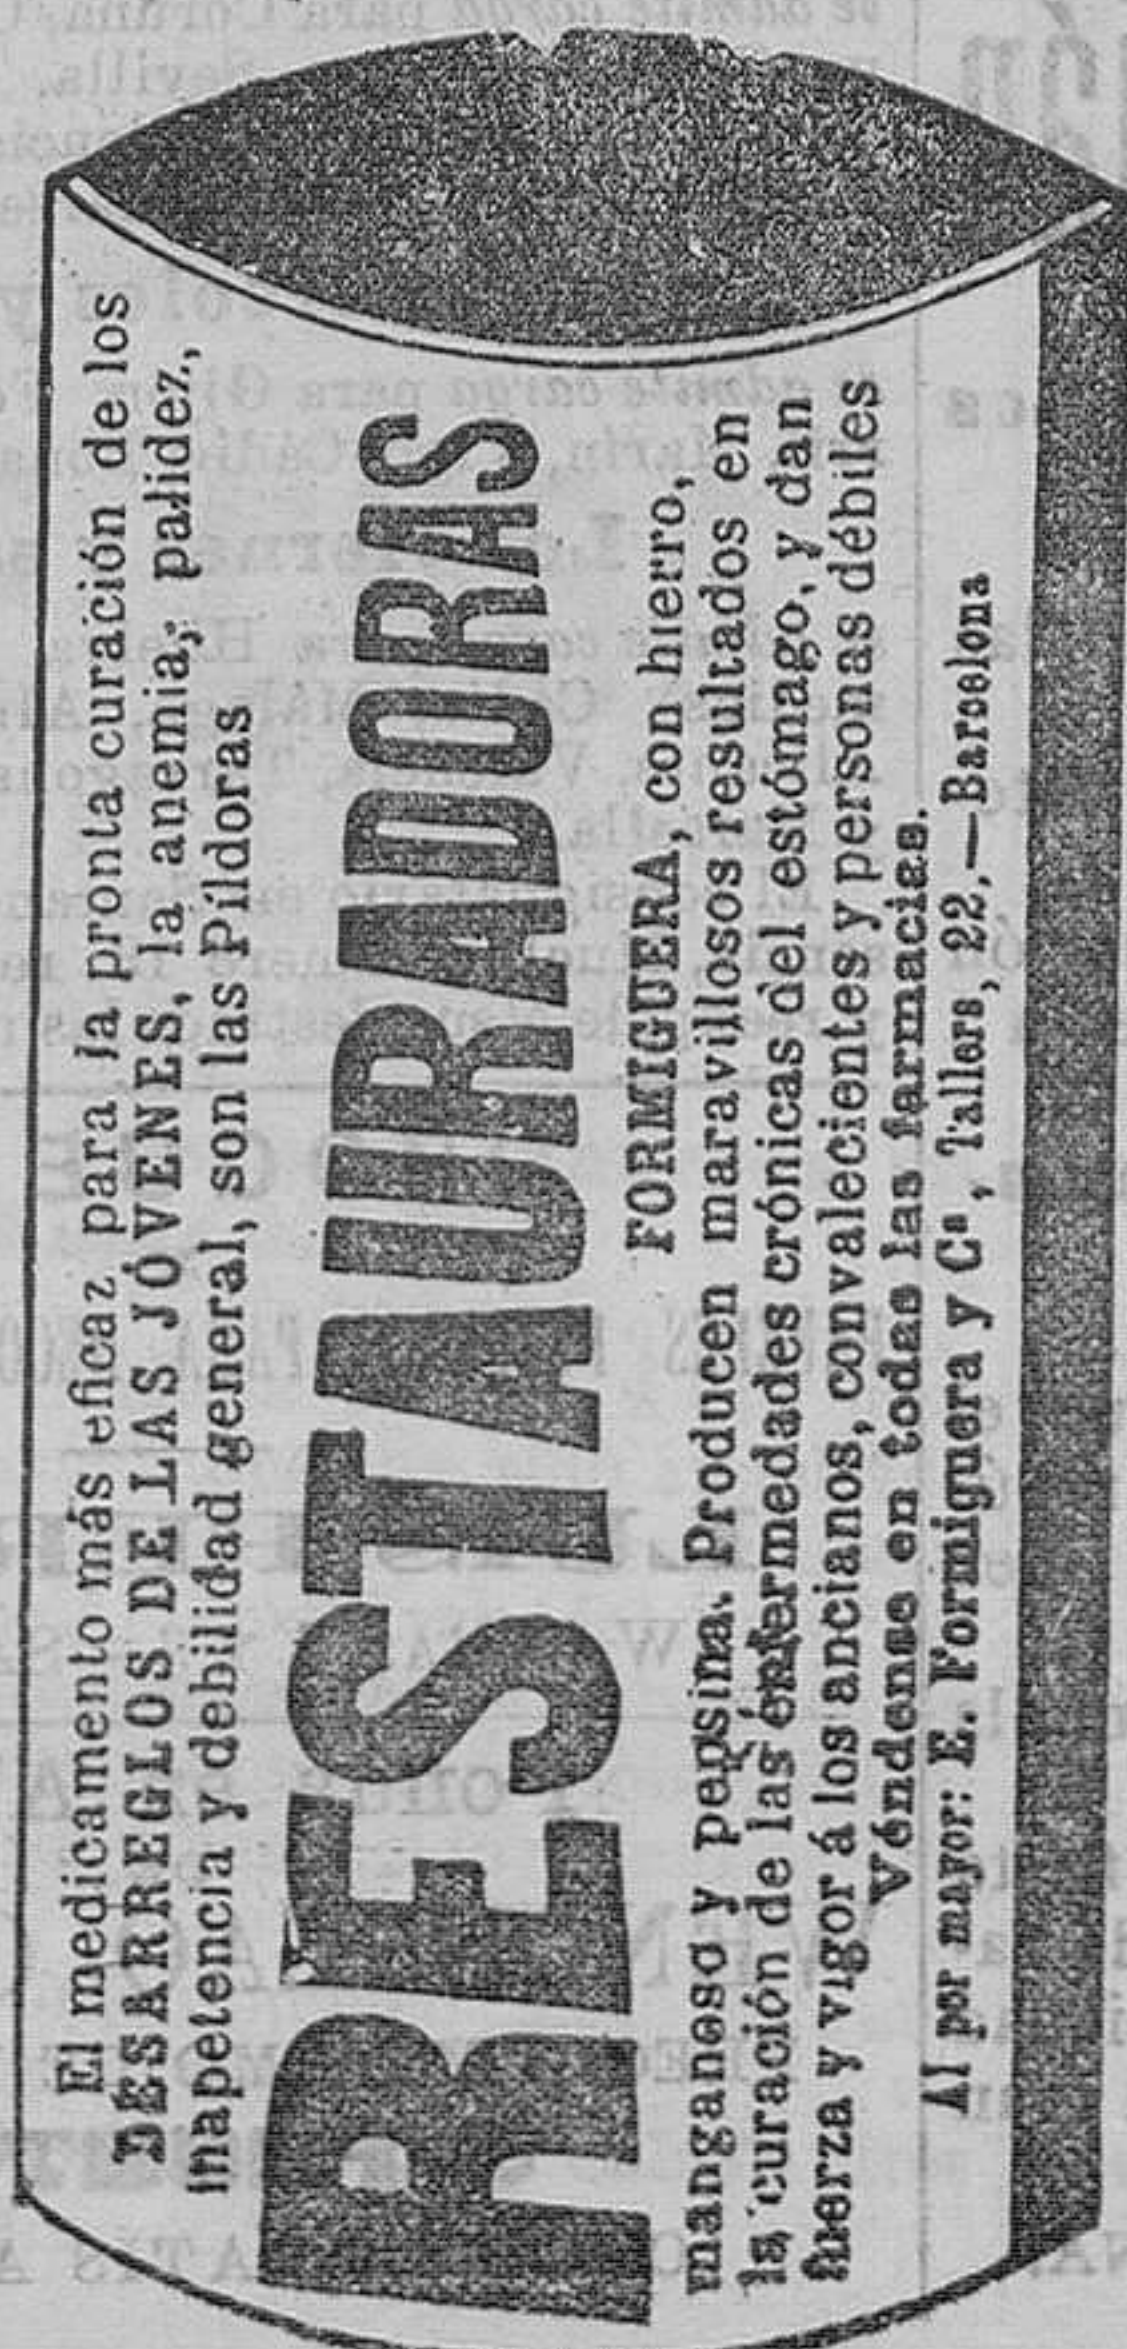 El medicamento más eficaz para la pronta curación de los
DESARREGLOS DE LAS JÓVENES, la anemia, palidez,
inapetencia y debilidad general, son las Píldoras
RESTAURADORAS
FORMIGUERA, con hierro,
manganeso y pepsina. Producen maravillosos resultados en
la curación de las enfermedades crónicas del estómago, y dan
fuerza y vigor á los ancianos, convalecientes y personas débiles
Véndense en todas las farmacias.
Al por mayor: E. Formiguera y Cª, Tallers, 22.—Barcelona